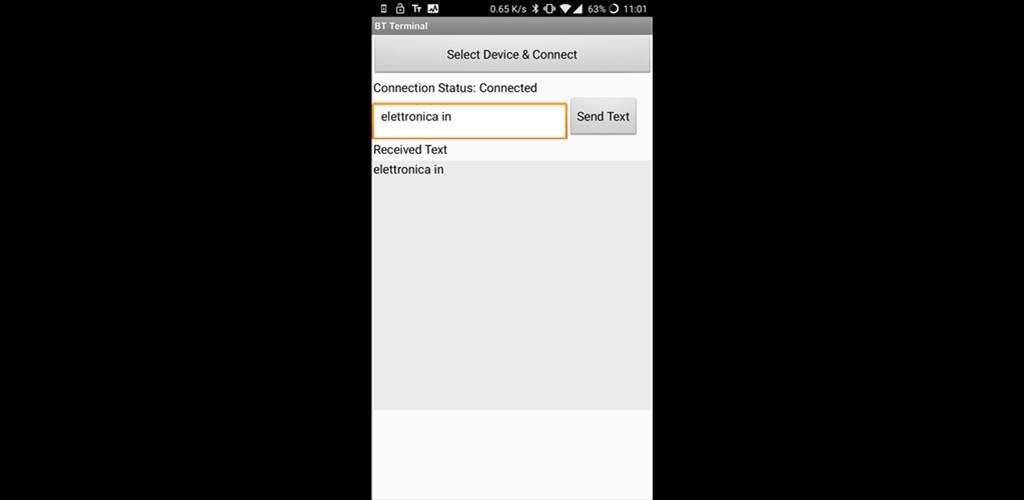 0.65 K/s 63% 11:01
BT Terminal
Select Device & Connect
Connection Status: Connected
elettronica in
Send Text
Received Text
elettronica in